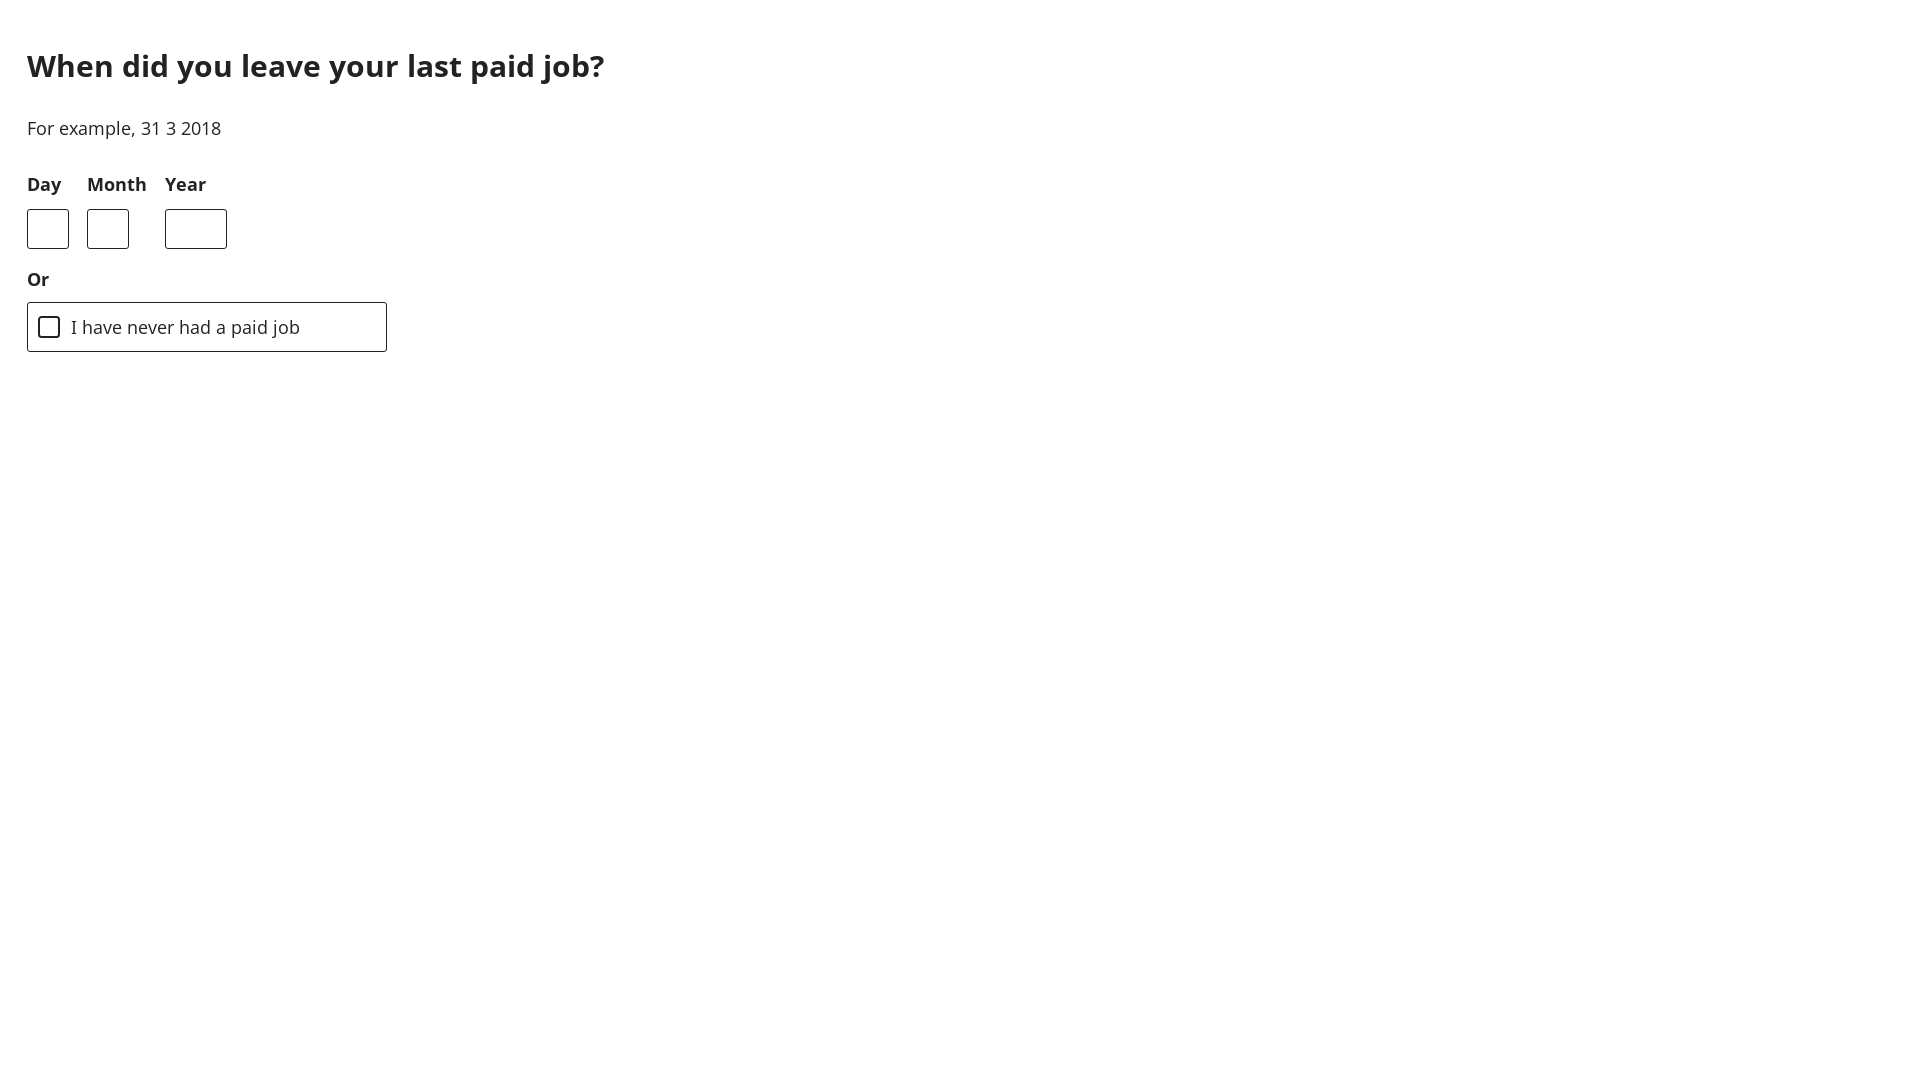 When did you leave your last paid job?
For example, 31 3 2018
Day Month Year
Or
I have never had a paid job